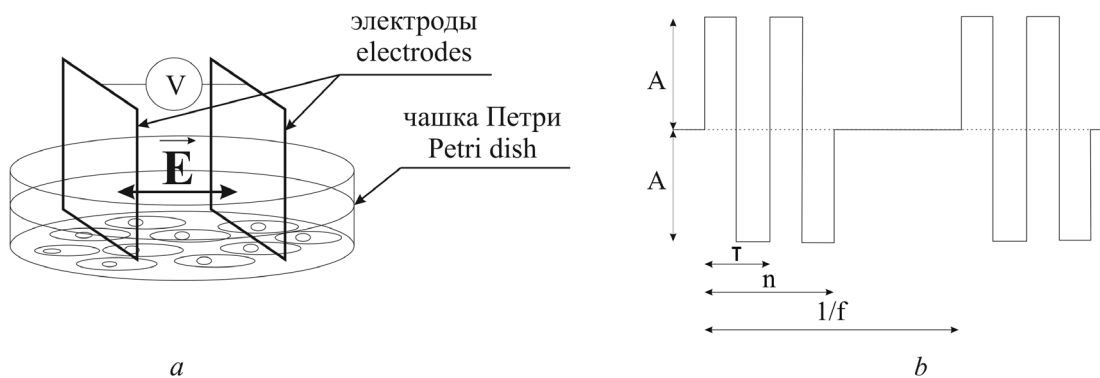 электроды
electrodes
V
чашка Петри
Petri dish
E
a
A
A
T
n
1/f
b